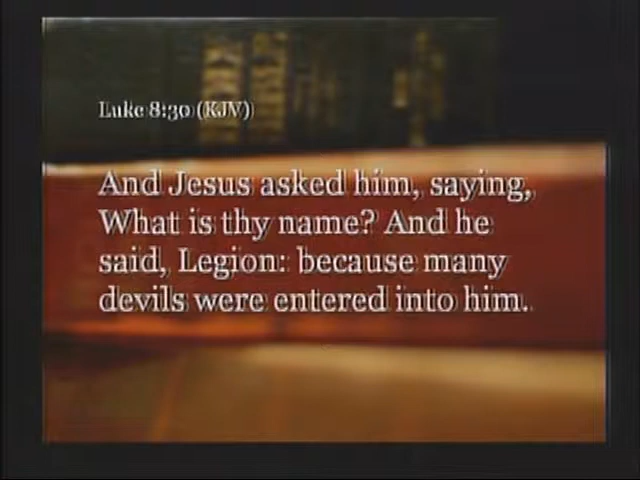 Luke 8:30 (KJV)
And Jesus asked him, saying,
What is thy name? And he
said, Legion: because many
devils were entered into him.